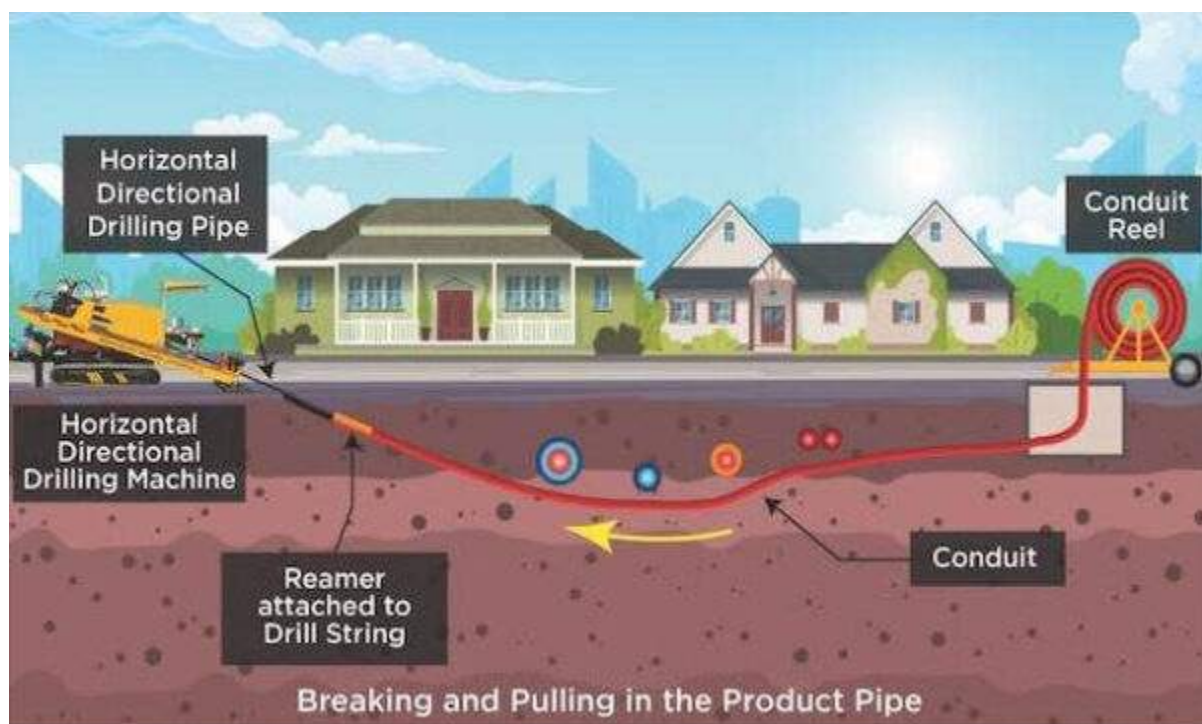 Horizontal
Directional
Drilling Pipe
Conduit
Reel
Horizontal
Directional
Drilling Machine
Reamer
attached to
Drill String
Conduit
Breaking and Pulling in the Product Pipe